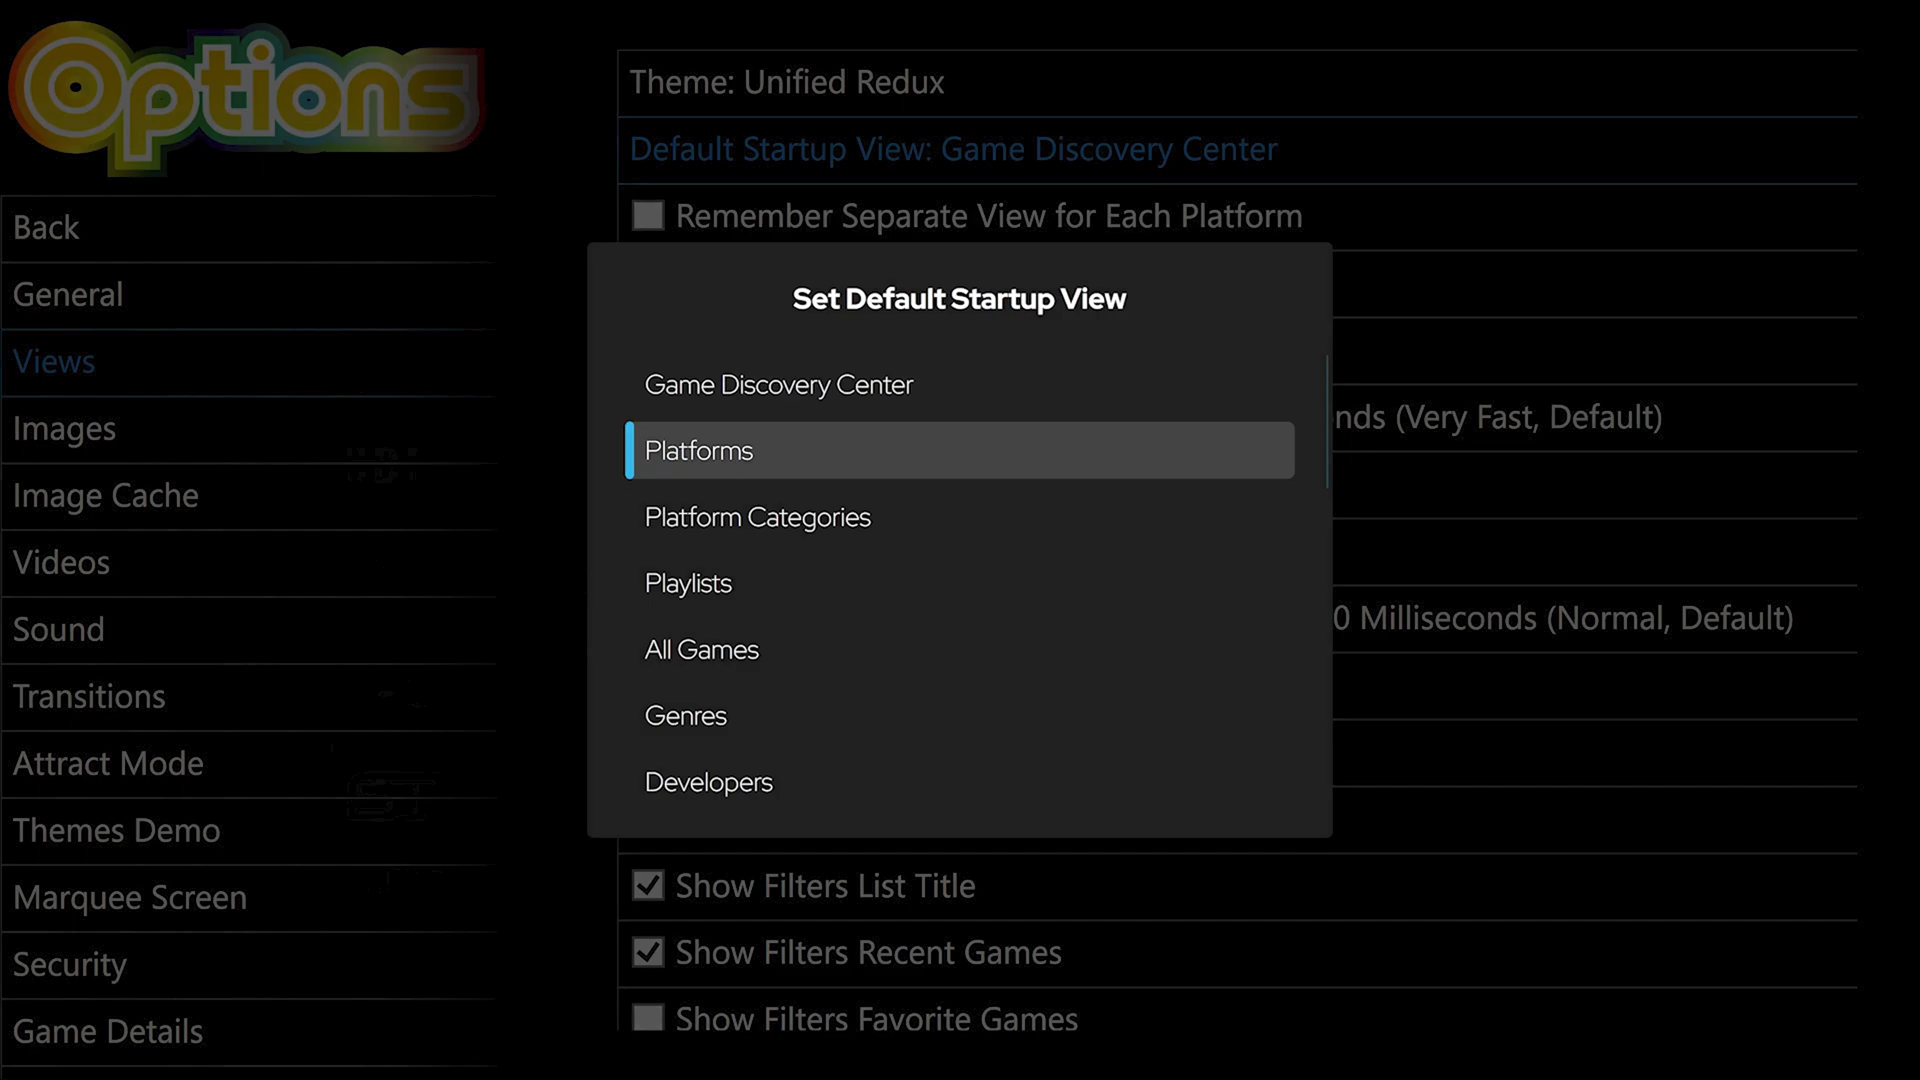 Options
Back
General
Views
Images
Image Cache
Videos
Sound
Transitions
Attract Mode
Themes Demo
Marquee Screen
Security
Game Details
Theme: Unified Redux
Default Startup View: Game Discovery Center
Remember Separate View for Each Platform
nds (Very Fast, Default)
0 Milliseconds (Normal, Default)
Show Filters List Title
Show Filters Recent Games
Show Filters Favorite Games
Set Default Startup View
Game Discovery Center
Platforms
Platform Categories
Playlists
All Games
Genres
Developers